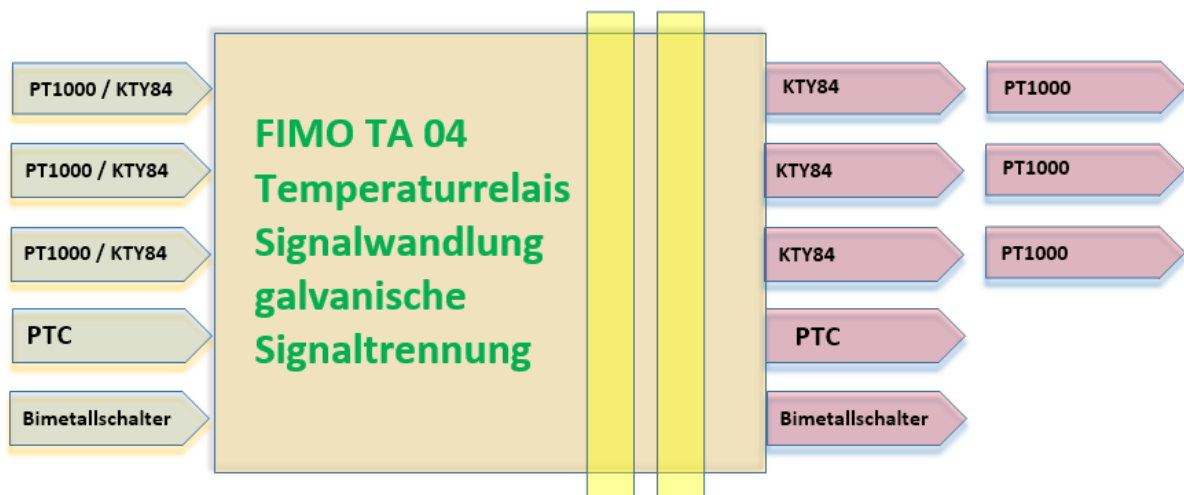 PT1000 / KTY84
PT1000 / KTY84
PT1000 / KTY84
PTC
Bimetallschalter
FIMO TA 04
Temperaturrelais
Signalwandlung
galvanische
Signaltrennung
KTY84
PT1000
KTY84
PT1000
KTY84
PT1000
PTC
Bimetallschalter